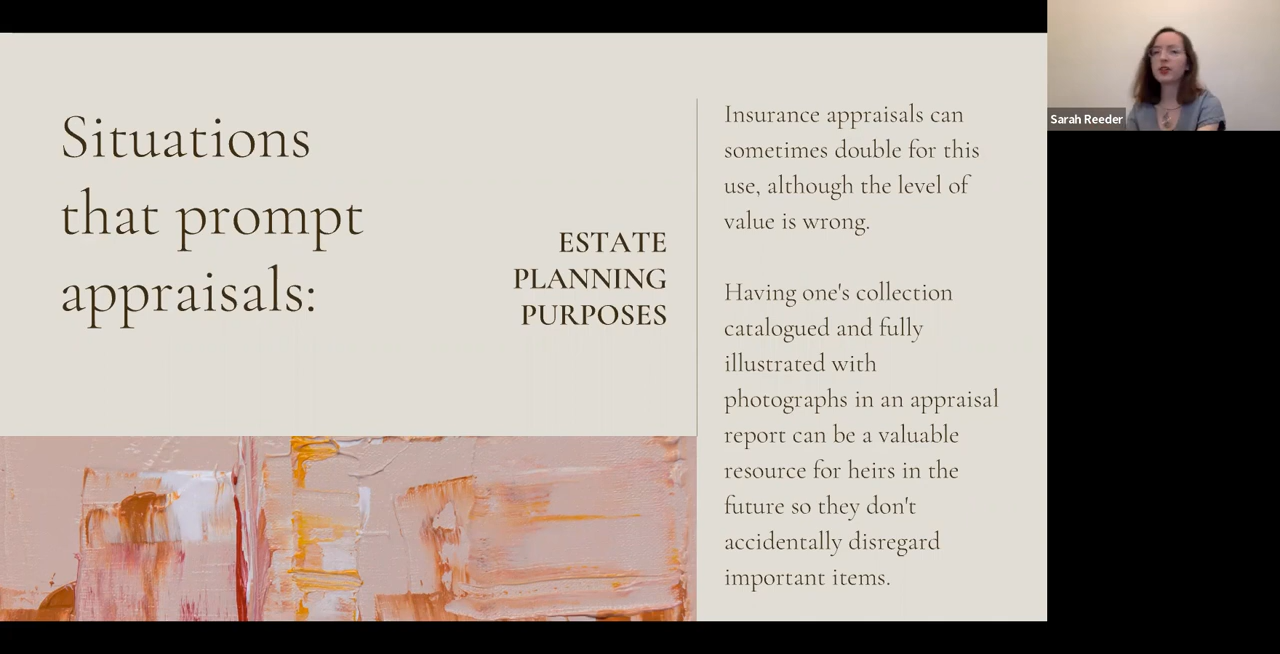 Situations
that prompt
appraisals:
ESTATE
PLANNING
PURPOSES
Insurance appraisals can
sometimes double for this
use, although the level of
value is wrong.
Having one's collection
catalogued and fully
illustrated with
photographs in an appraisal
report can be a valuable
resource for heirs in the
future so they don't
accidentally disregard
important items.
Sarah Reeder